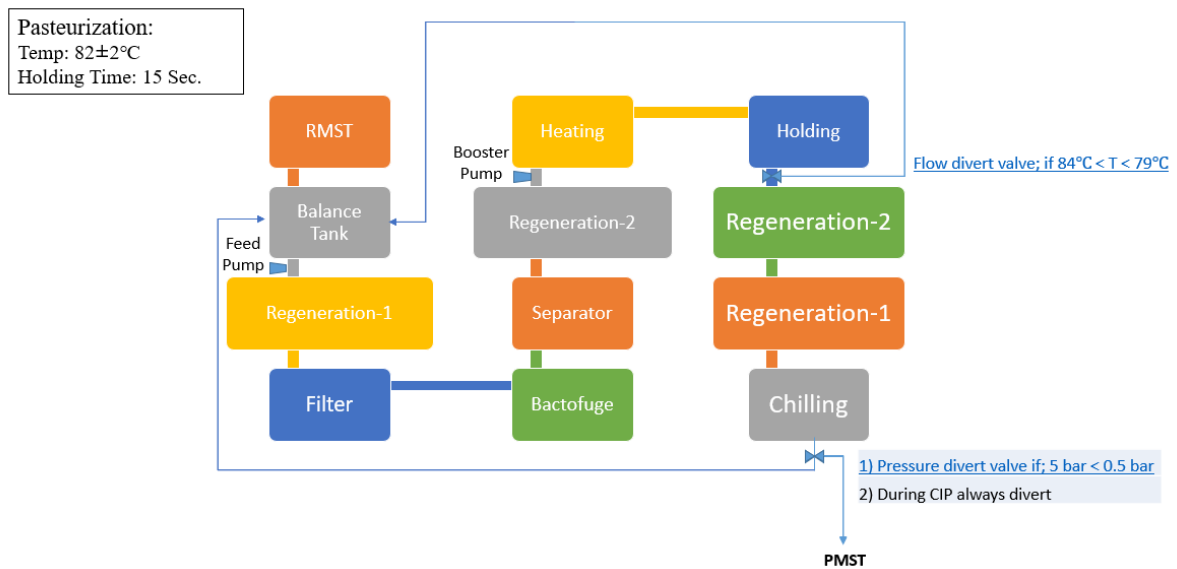 Pasteurization:
Temp: 82±2℃
Holding Time: 15 Sec.
RMST
Balance
Tank
Feed
Pump
Regeneration-1
Filter
Bactofuge
Separator
Regeneration-2
Booster
Pump
Heating
Holding
Flow divert valve; if 84℃ < T < 79℃
Regeneration-2
Regeneration-1
Chilling
1) Pressure divert valve if; 5 bar < 0.5 bar
2) During CIP always divert
PMST